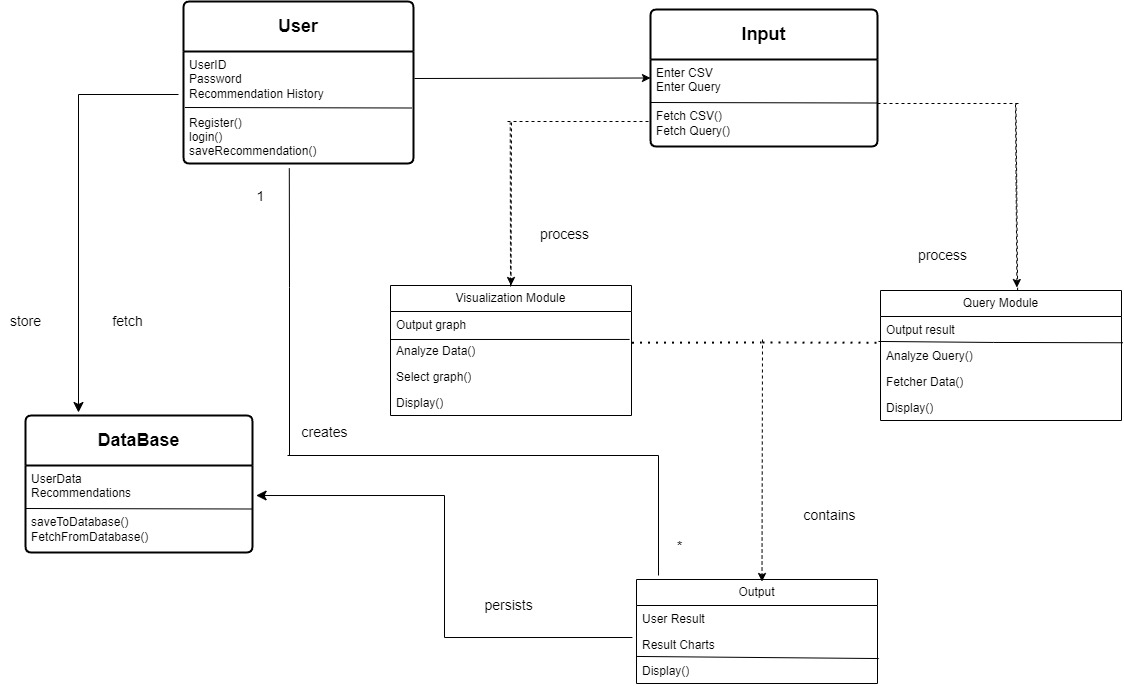 User
UserID
Password
Recommendation History
Register()
login()
saveRecommendation()
Input
Enter CSV
Enter Query
Fetch CSV()
Fetch Query()
1
process
process
store
fetch
Visualization Module
Output graph
Analyze Data()
Select graph()
Display()
Query Module
Output result
Analyze Query()
Fetcher Data()
Display()
creates
DataBase
UserData
Recommendations
saveToDatabase()
FetchFromDatabase()
contains
*
persists
Output
User Result
Result Charts
Display()